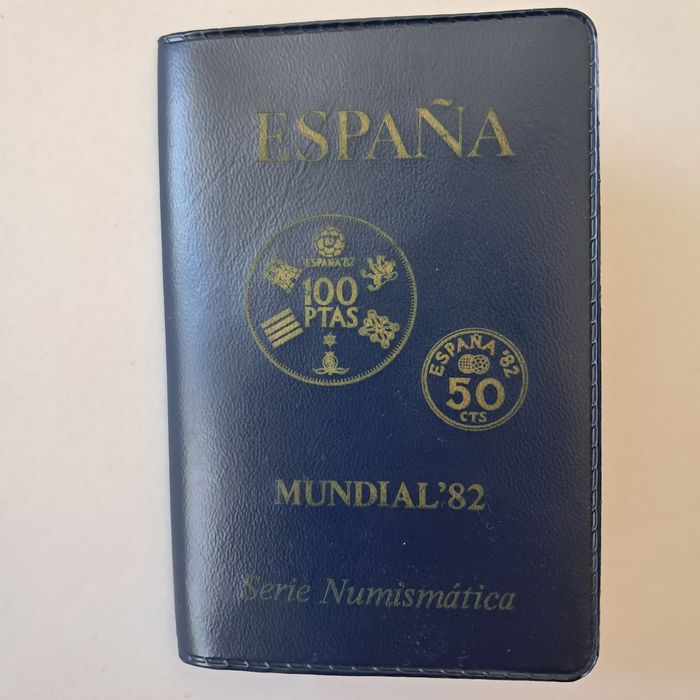 ESPAÑA
ESPAÑA'82
100
PTAS
ESPAÑA '82
50
CTS
MUNDIAL'82
Serie Numismática